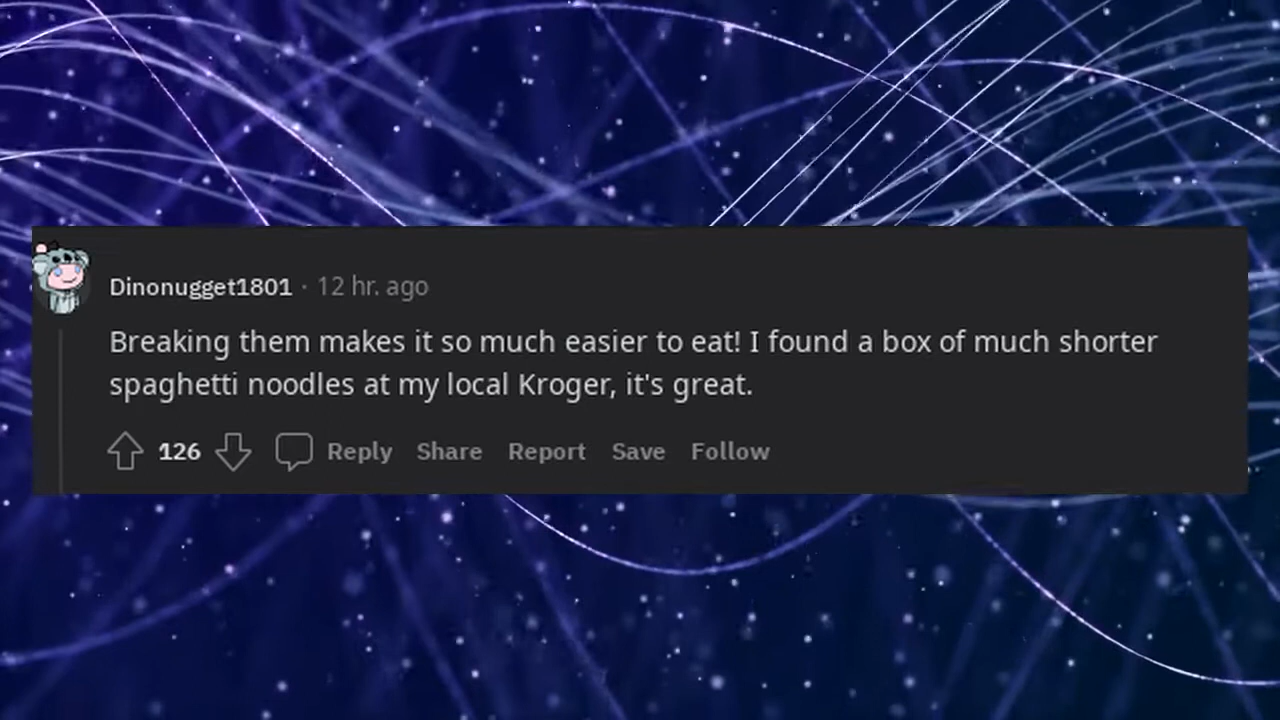 Dinonugget1801 · 12 hr. ago
Breaking them makes it so much easier to eat! I found a box of much shorter
spaghetti noodles at my local Kroger, it's great.
126 Reply Share Report Save Follow